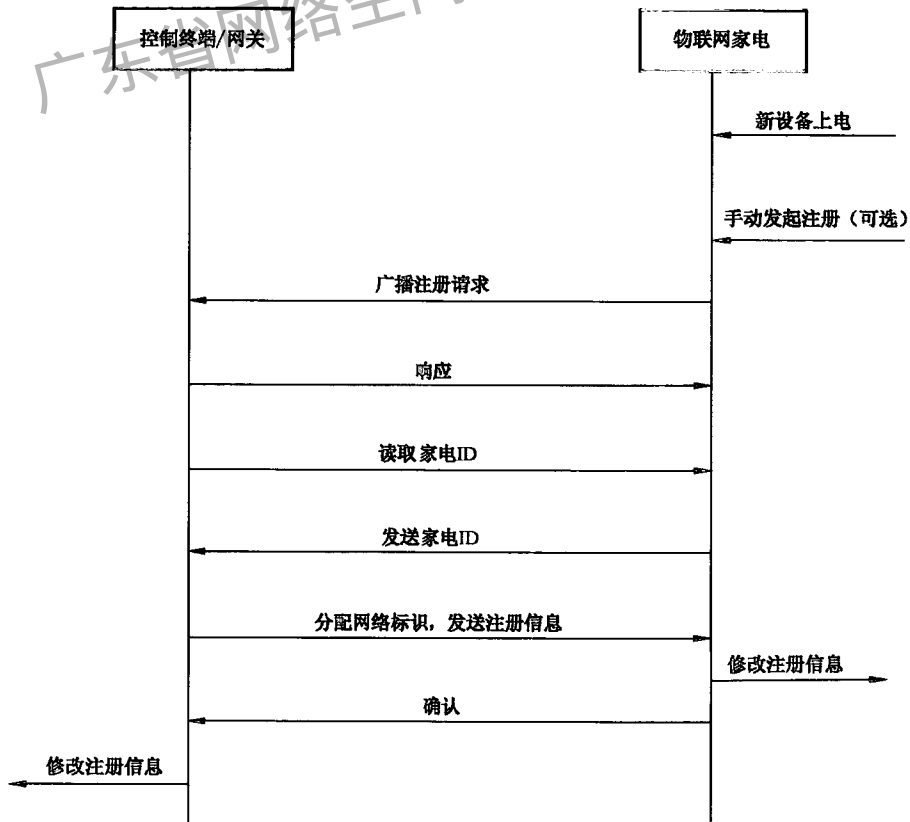 广东省网络空
控制终端/网关
物联网家电
新设备上电
手动发起注册（可选）
广播注册请求
响应
读取家电ID
发送家电ID
分配网络标识，发送注册信息
修改注册信息
确认
修改注册信息